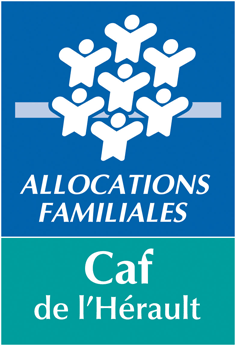 ALLOCATIONS
FAMILIALES
Caf
de l'Hérault